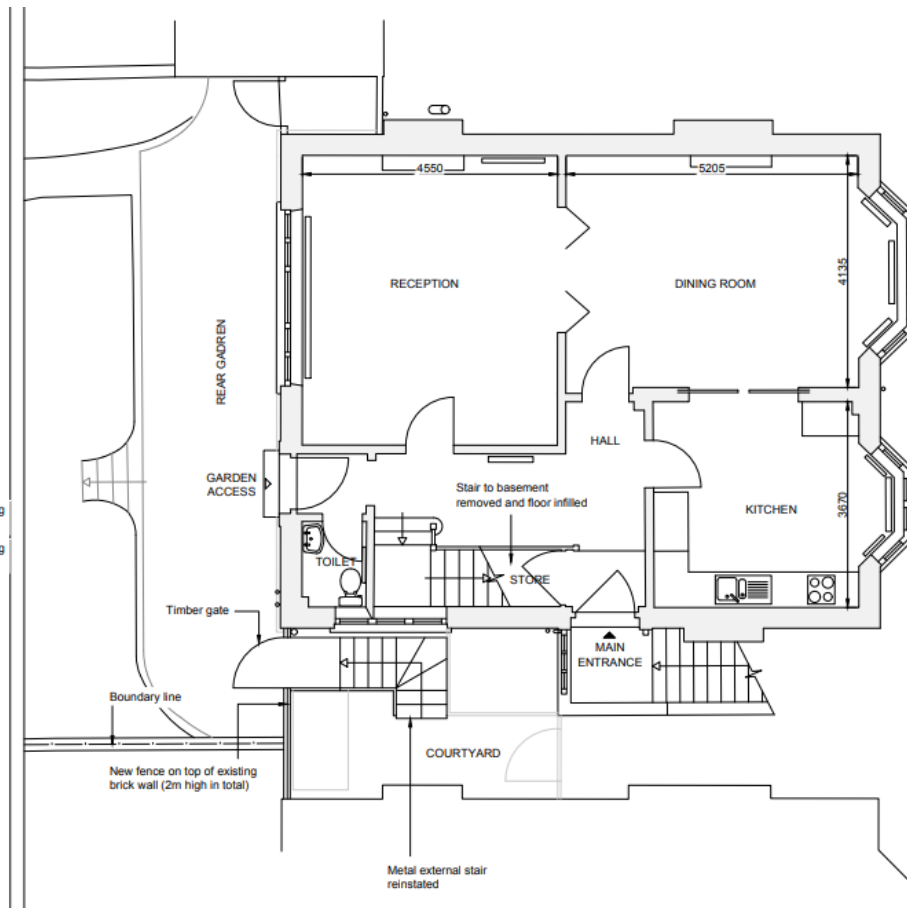 4550
5205
RECEPTION
DINING ROOM
4135
REAR GADREN
HALL
GARDEN
ACCESS
Stair to basement
removed and floor infilled
KITCHEN
3670
TOILET
STORE
Timber gate
MAIN
ENTRANCE
Boundary line
COURTYARD
New fence on top of existing
brick wall (2m high in total)
Metal external stair
reinstated
g
g